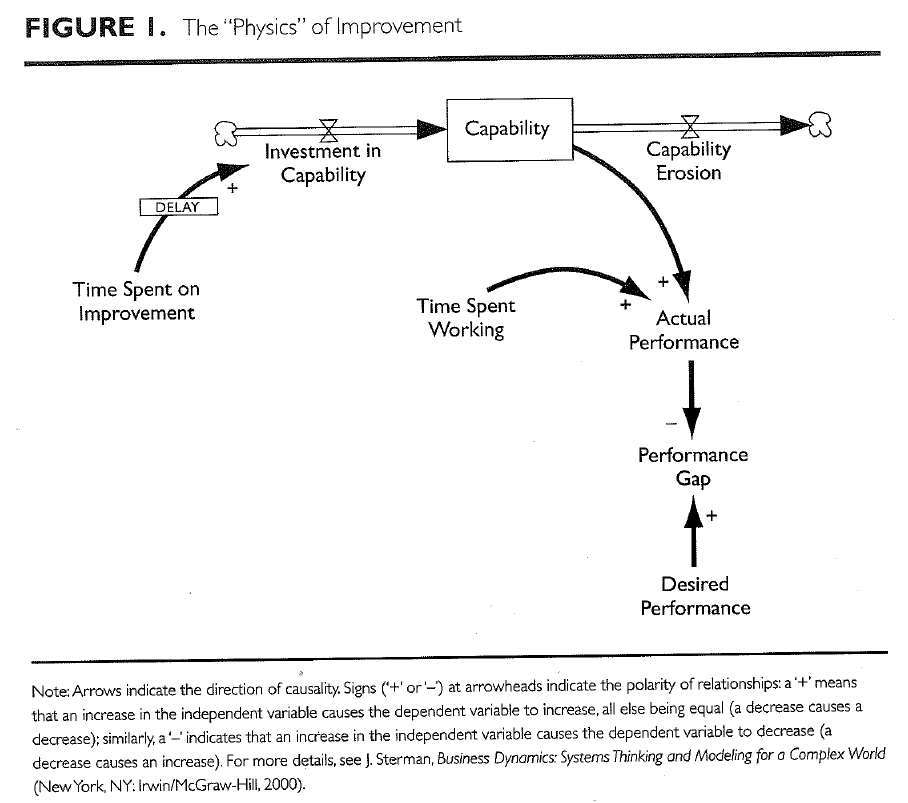 FIGURE 1. The "Physics" of Improvement
Capability
Investment in
Capability
Capability
Erosion
+
DELAY
Time Spent on
Improvement
Time Spent
Working
+
+
Actual
Performance
–
Performance
Gap
+
Desired
Performance
Note: Arrows indicate the direction of causality. Signs ('+' or '–') at arrowheads indicate the polarity of relationships: a '+' means
that an increase in the independent variable causes the dependent variable to increase, all else being equal (a decrease causes a
decrease); similarly, a '–' indicates that an increase in the independent variable causes the dependent variable to decrease (a
decrease causes an increase). For more details, see J. Sterman, Business Dynamics: Systems Thinking and Modeling for a Complex World
(New York, NY: Irwin/McGraw-Hill, 2000).